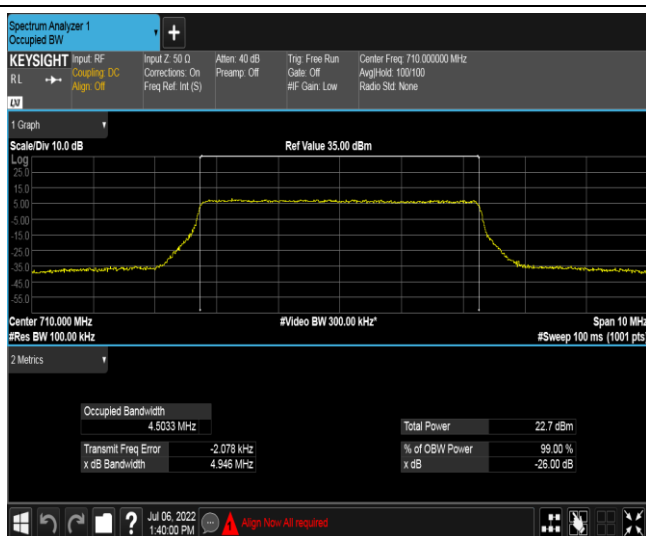 Spectrum Analyzer 1
Occupied BW
KEYSIGHT Input: RF Input Z: 50 Ω Atten: 40 dB Trig: Free Run Center Freq: 710.000000 MHz
RL Coupling: DC Corrections: On Preamp: Off Gate: Off Avg|Hold: 100/100
Align: Off Freq Ref: Int (S) #IF Gain: Low Radio Std: None
LXI
1 Graph
Scale/Div 10.0 dB Ref Value 35.00 dBm
Log
25.0
15.0
5.00
-5.00
-15.0
-25.0
-35.0
-45.0
-55.0
Center 710.000 MHz #Video BW 300.00 kHz* Span 10 MHz
#Res BW 100.00 kHz #Sweep 100 ms (1001 pts)
2 Metrics
Occupied Bandwidth
4.5033 MHz Total Power 22.7 dBm
Transmit Freq Error -2.078 kHz % of OBW Power 99.00 %
x dB Bandwidth 4.946 MHz x dB -26.00 dB
? Jul 06, 2022
1:40:00 PM Align Now All required